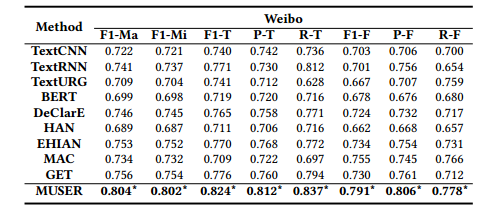 Method Weibo
F1-Ma F1-Mi F1-T P-T R-T F1-F P-F R-F
TextCNN 0.722 0.721 0.740 0.742 0.736 0.703 0.706 0.700
TextRNN 0.741 0.737 0.771 0.730 0.812 0.701 0.756 0.654
TextURG 0.709 0.704 0.741 0.712 0.628 0.667 0.707 0.759
BERT 0.699 0.698 0.719 0.720 0.716 0.678 0.676 0.680
DeClarE 0.746 0.745 0.765 0.758 0.771 0.724 0.732 0.717
HAN 0.689 0.687 0.711 0.706 0.716 0.662 0.668 0.657
EHIAN 0.753 0.752 0.770 0.768 0.772 0.734 0.754 0.731
MAC 0.734 0.732 0.709 0.722 0.697 0.755 0.745 0.766
GET 0.756 0.754 0.776 0.760 0.794 0.730 0.761 0.712
MUSER 0.804* 0.802* 0.824* 0.812* 0.837* 0.791* 0.806* 0.778*